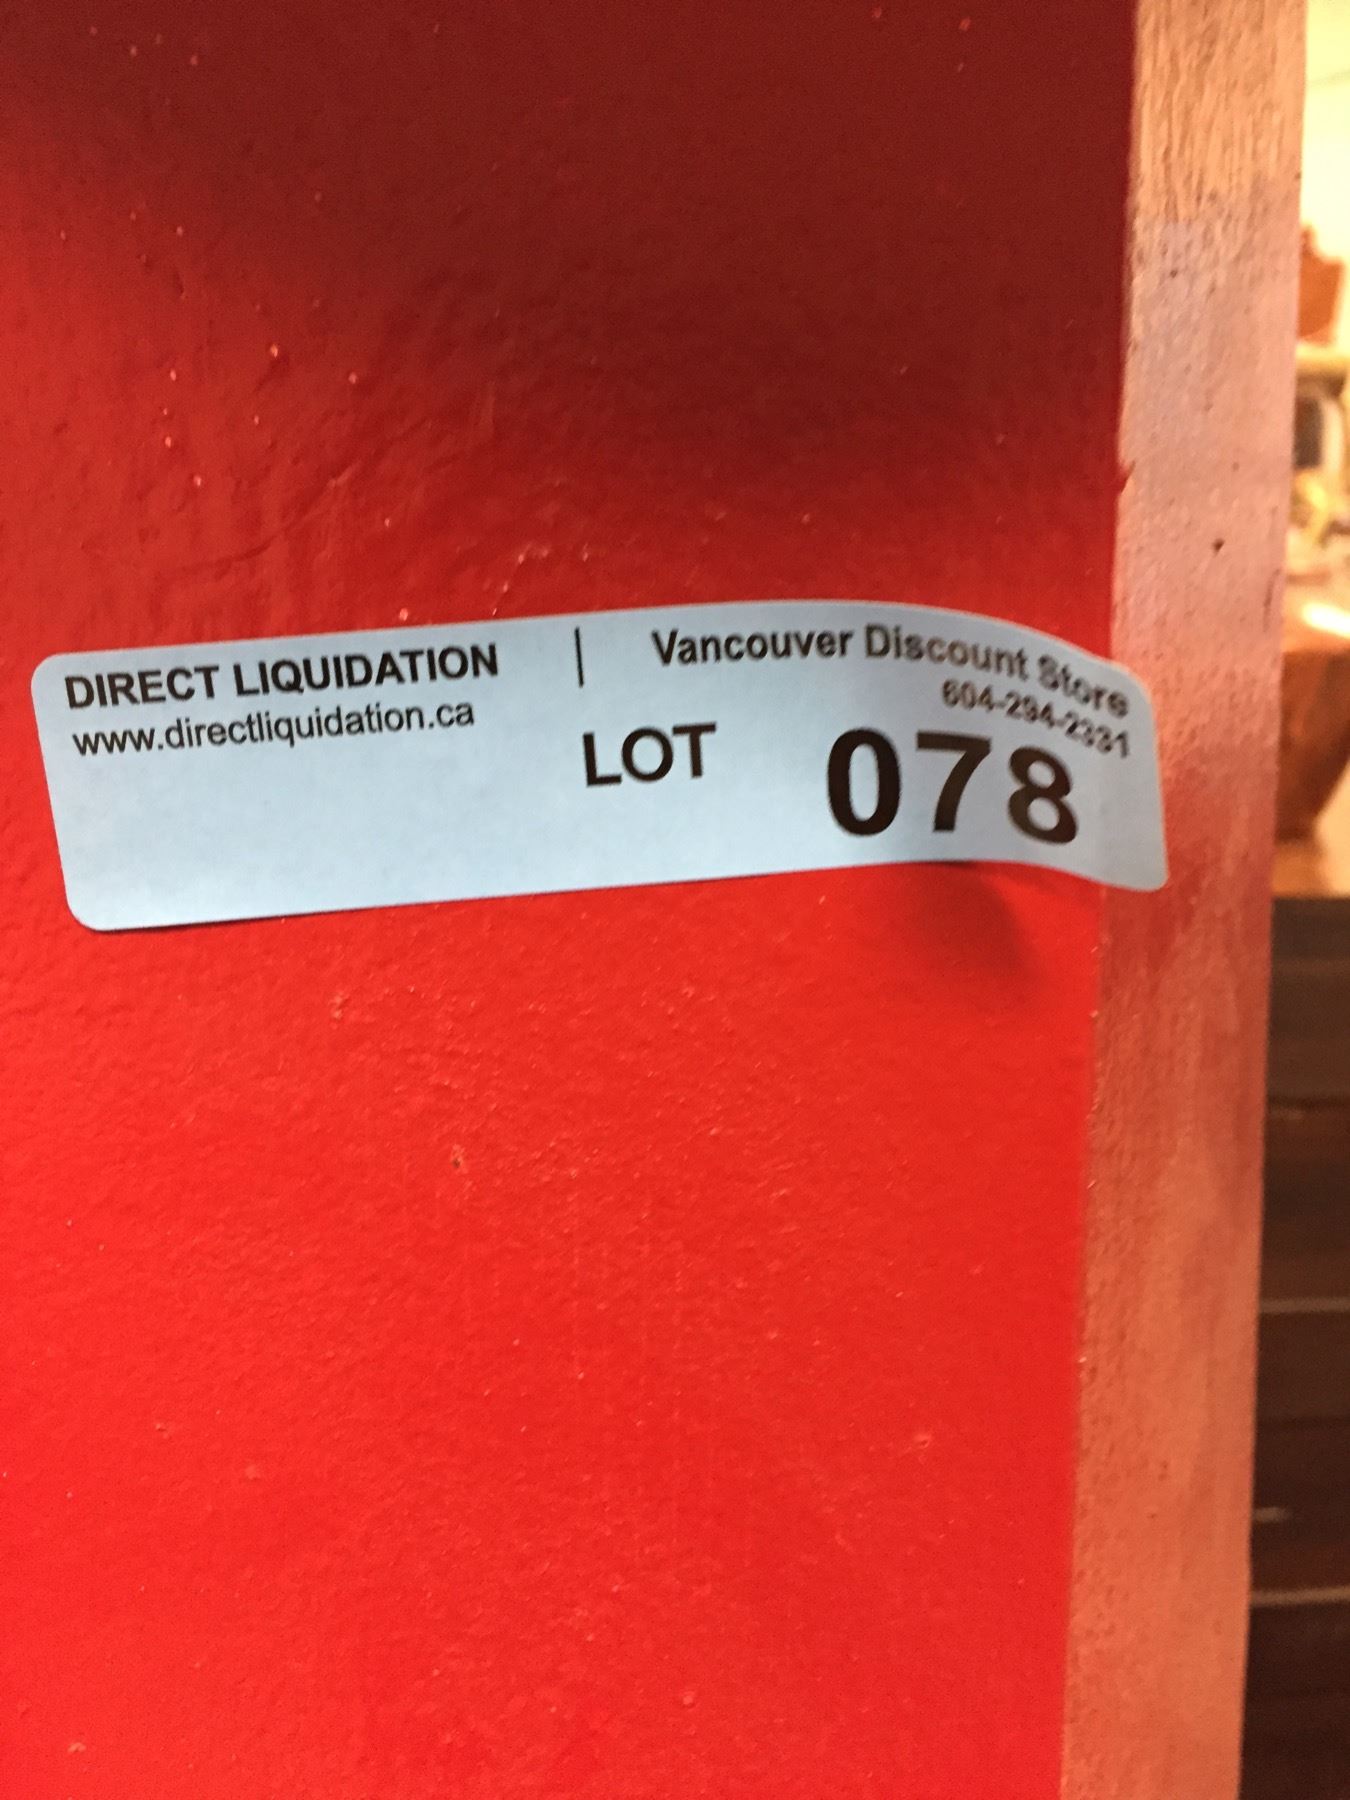 DIRECT LIQUIDATION | Vancouver Discount Store
www.directliquidation.ca 604-294-2331
LOT 078